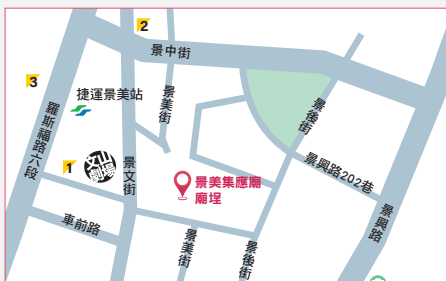 2
景中街
3
捷運景美站
景美街
景後街
羅斯福路六段
1
文山
劇場
景文街
景美集應廟
廟埕
景興路202巷
景興路
車前路
景美街
景後街